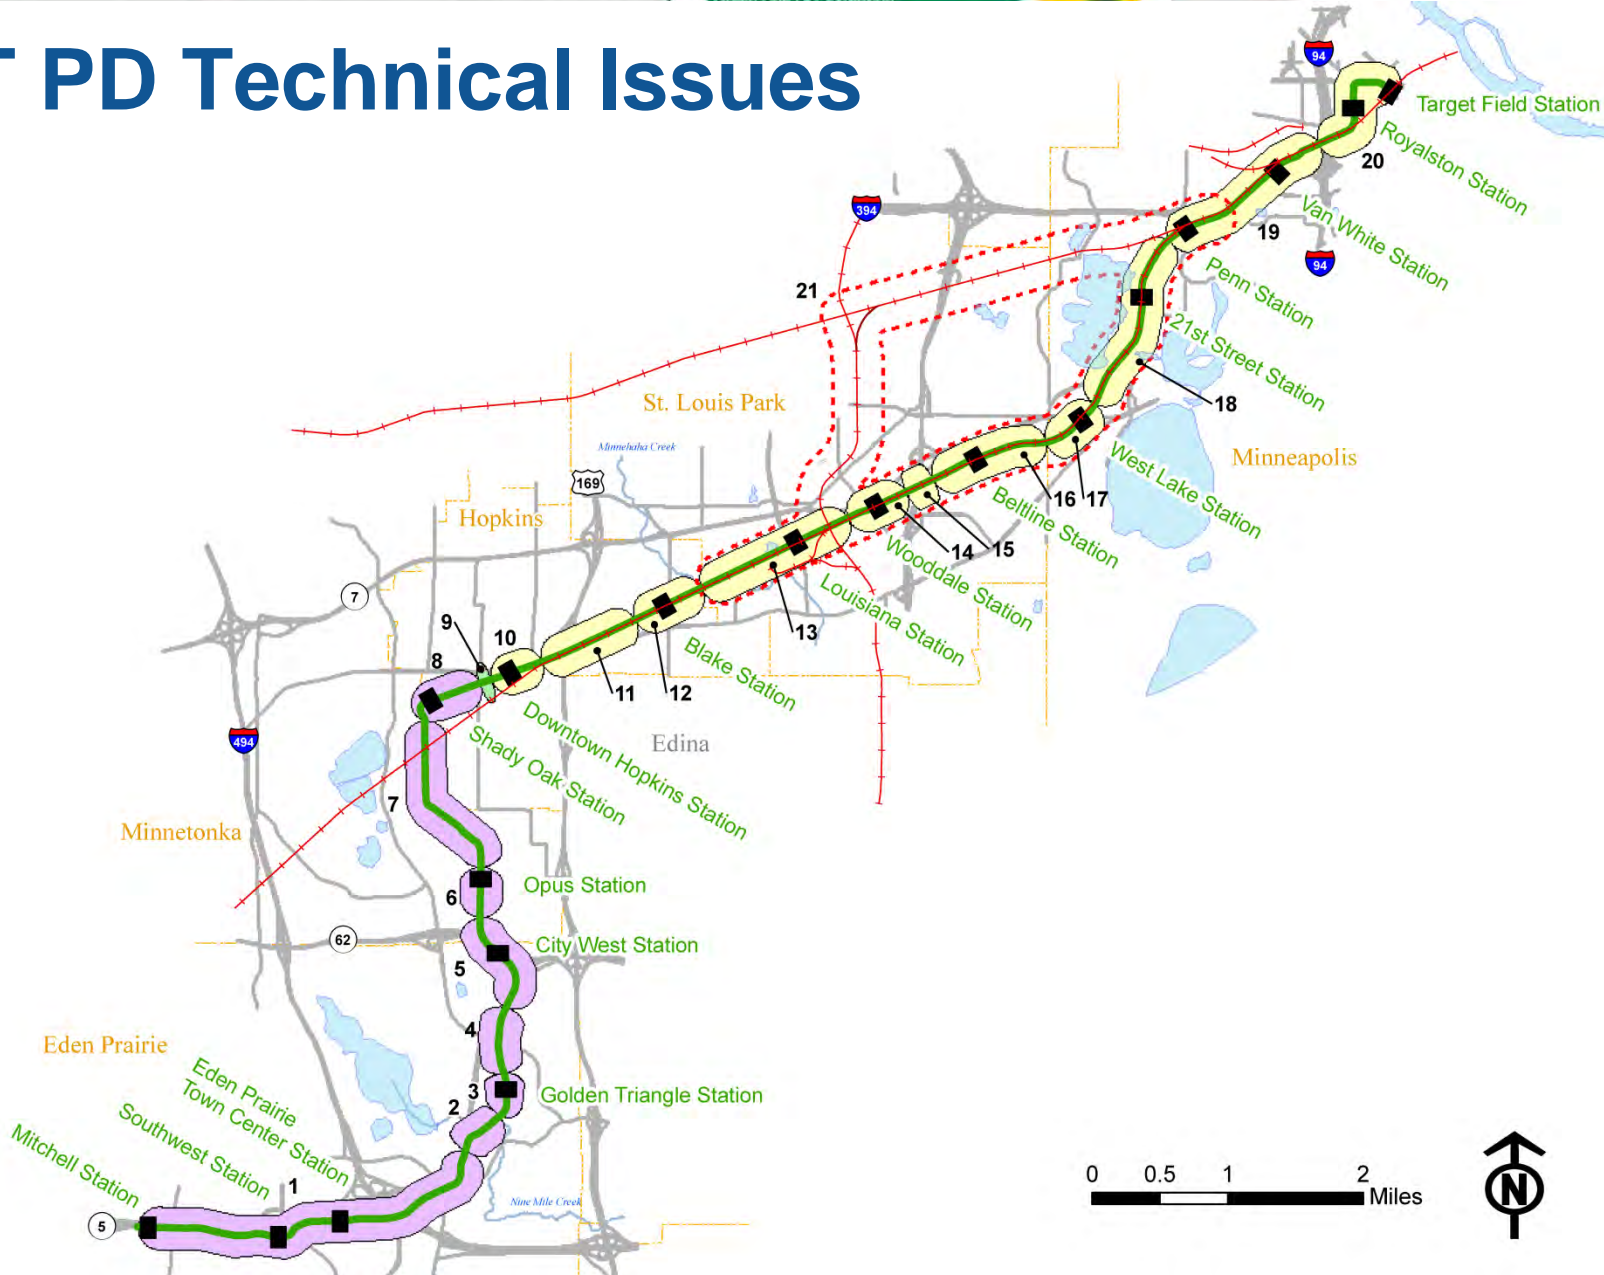 T PD Technical Issues
94
Target Field Station
Royalston Station
20
394
Van White Station
19
94
Penn Station
21
21st Street Station
St. Louis Park
18
Minnehaha Creek
Minneapolis
West Lake Station
169
16
17
Beltline Station
Hopkins
14
15
Wooddale Station
7
Louisiana Station
13
9
10
8
Blake Station
11
12
Downtown Hopkins Station
494
Edina
Shady Oak Station
7
Minnetonka
Opus Station
6
62
City West Station
5
4
Eden Prairie
3
Golden Triangle Station
2
Eden Prairie
Town Center Station
Southwest Station
Mitchell Station
1
Nine Mile Creek
5
0 0.5 1 2
Miles
N